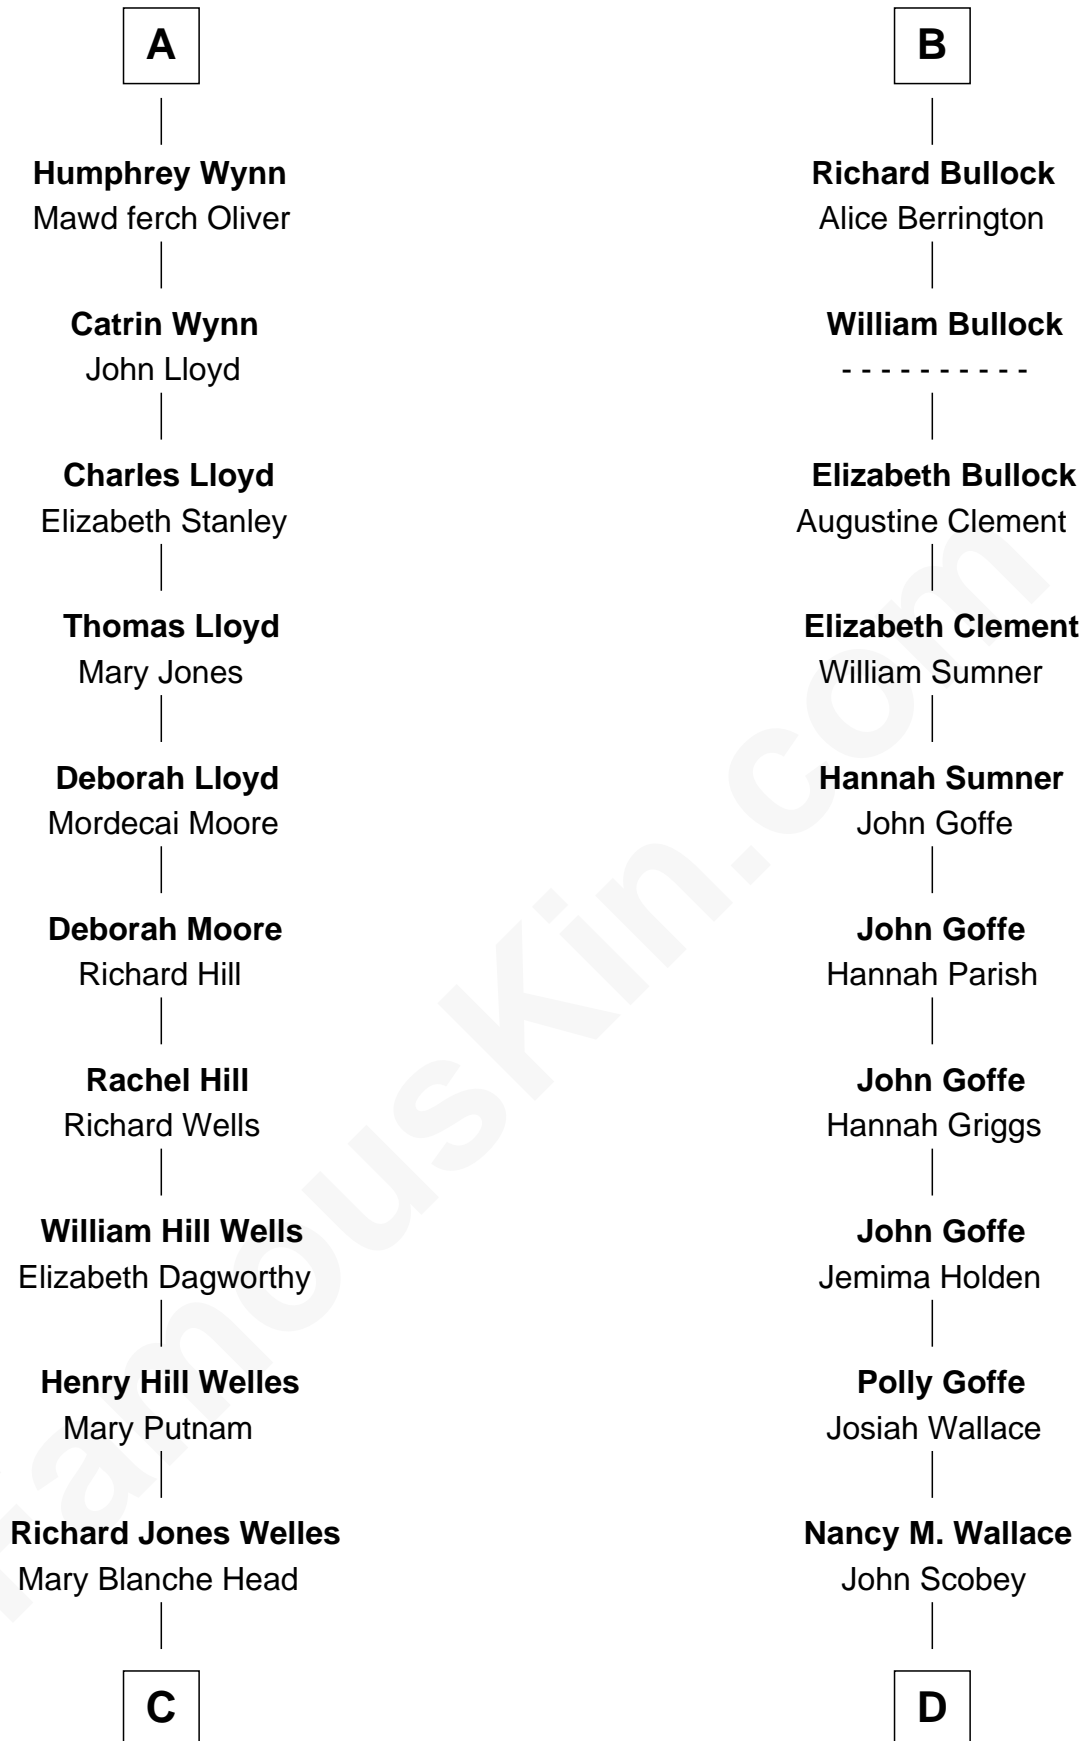 A
Humphrey Wynn
Mawd ferch Oliver
Catrin Wynn
John Lloyd
Charles Lloyd
Elizabeth Stanley
Thomas Lloyd
Mary Jones
Deborah Lloyd
Mordecai Moore
Deborah Moore
Richard Hill
Rachel Hill
Richard Wells
William Hill Wells
Elizabeth Dagworthy
Henry Hill Welles
Mary Putnam
Richard Jones Welles
Mary Blanche Head
C
B
Richard Bullock
Alice Berrington
William Bullock
- - - - - - - - - -
Elizabeth Bullock
Augustine Clement
Elizabeth Clement
William Sumner
Hannah Sumner
John Goffe
John Goffe
Hannah Parish
John Goffe
Hannah Griggs
John Goffe
Jemima Holden
Polly Goffe
Josiah Wallace
Nancy M. Wallace
John Scobey
D
FamousKin.com